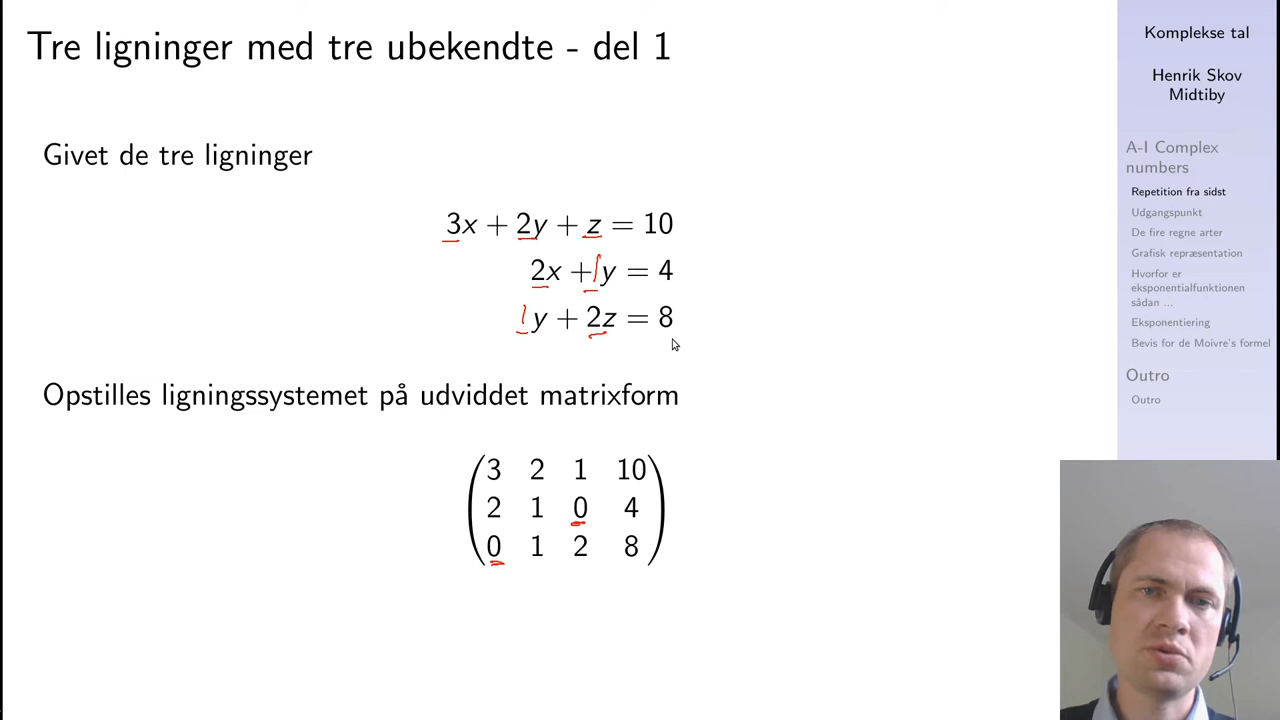 Tre ligninger med tre ubekendte - del 1
Givet de tre ligninger
3x + 2y + z = 10
2x + 1y = 4
1y + 2z = 8
Opstilles ligningssystemet på udviddet matrixform
3 2 1 10
2 1 0 4
0 1 2 8
Komplekse tal
Henrik Skov
Midtiby
A-I Complex
numbers
Repetition fra sidst
Udgangspunkt
De fire regne arter
Grafisk repræsentation
Hvorfor er
eksponentialfunktionen
sådan ...
Eksponentiering
Bevis for de Moivre's formel
Outro
Outro